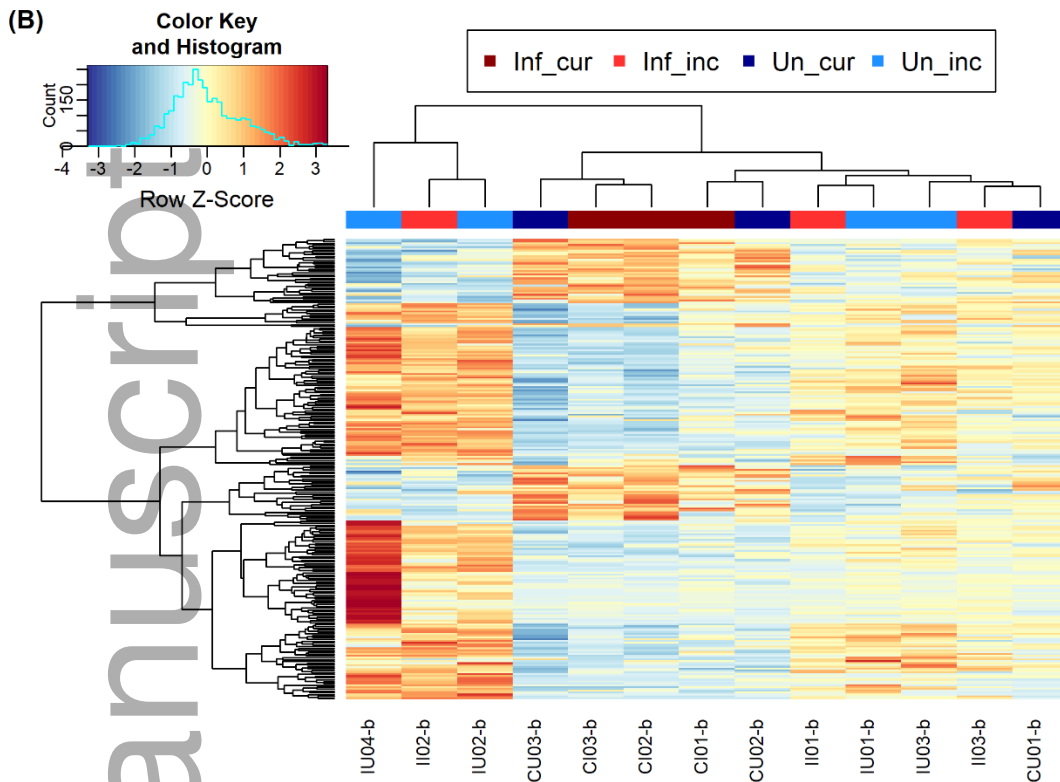 (B)
Color Key
and Histogram
Count
0 150
-4 -3 -2 -1 0 1 2 3
Row Z-Score
Inf_cur Inf_inc Un_cur Un_inc
anuscript
IU04-b II02-b IU02-b CU03-b CI03-b CI02-b CI01-b CU02-b II01-b IU01-b IU03-b II03-b CU01-b